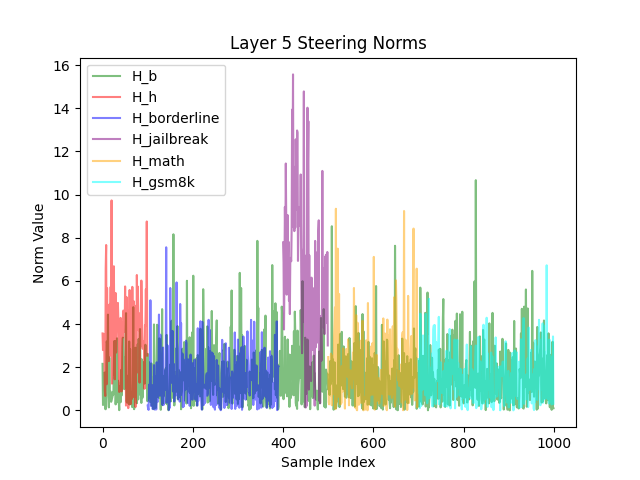 Layer 5 Steering Norms
16
14
12
10
8
6
4
2
0
Norm Value
H_b
H_h
H_borderline
H_jailbreak
H_math
H_gsm8k
0 200 400 600 800 1000
Sample Index